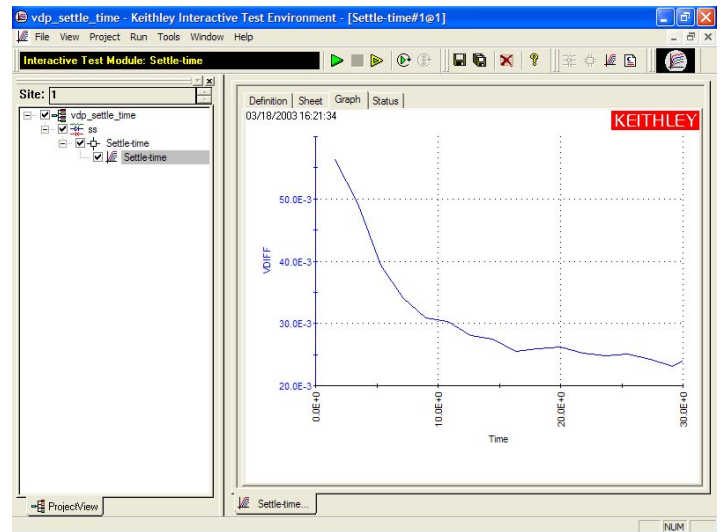 vdp_settle_time - Keithley Interactive Test Environment - [Settle-time#1@1]
File View Project Run Tools Window Help
Interactive Test Module: Settle-time
Site: 1
vdp_settle_time
ss
Settle-time
Settle-time
ProjectView
Definition Sheet Graph Status
03/18/2003 16:21:34
KEITHLEY
50.0E-3
40.0E-3
30.0E-3
20.0E-3
VDIFF
0.0E+0
10.0E+0
20.0E+0
30.0E+0
Time
Settle-time...
NUM